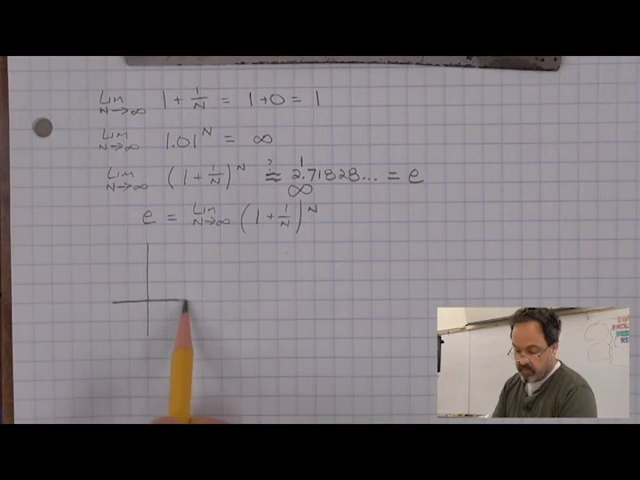 Lim N→∞ 1 + 1/N = 1+0 = 1
Lim N→∞ 1.01^N = ∞
Lim N→∞ (1 + 1/N)^N ≈? 2.71828... = e
1
∞
e = Lim N→∞ (1 + 1/N)^N